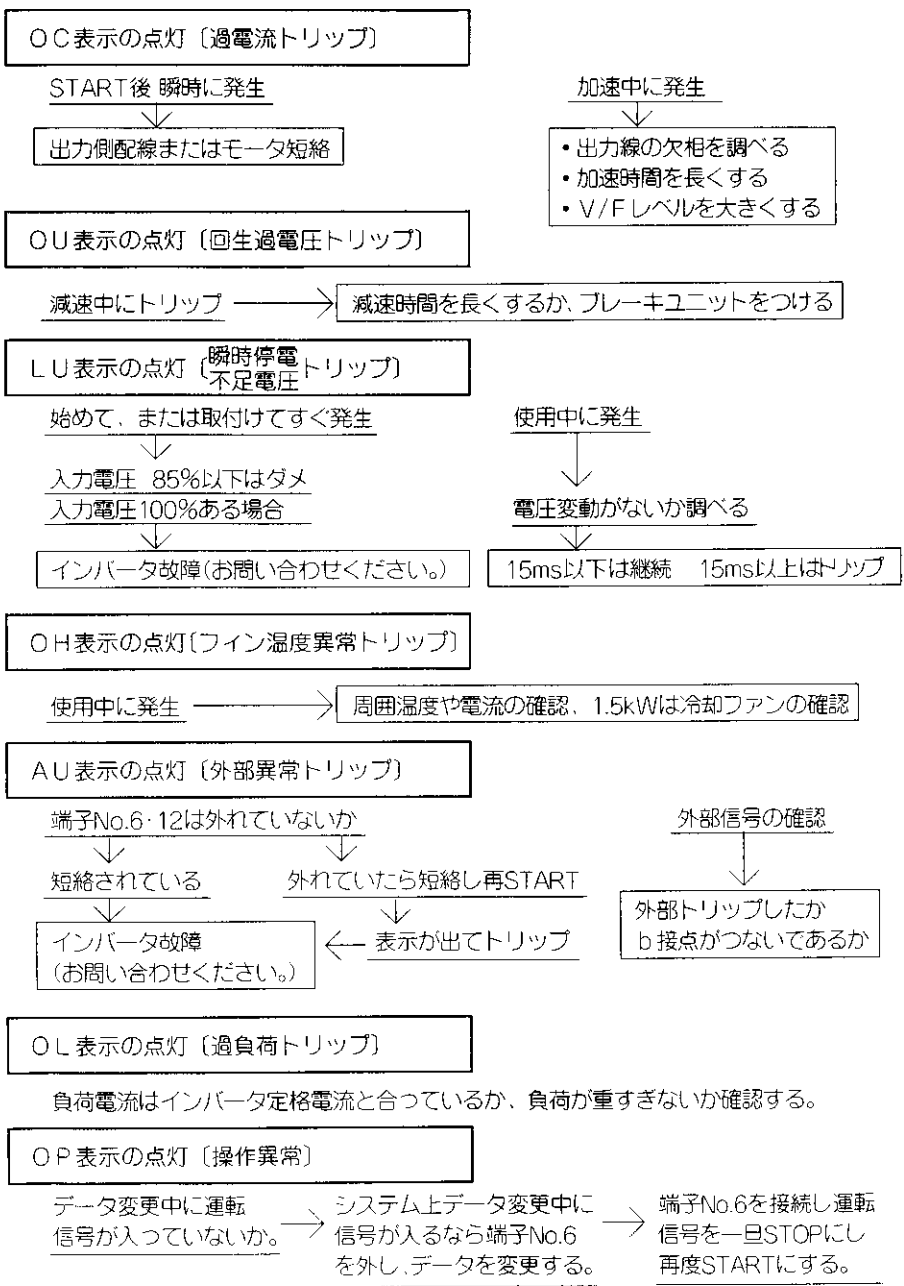 OC表示の点灯〔過電流トリップ〕
START後 瞬時に発生
出力側配線またはモータ短絡
加速中に発生
・出力線の欠相を調べる
・加速時間を長くする
・V/Fレベルを大きくする
OU表示の点灯〔回生過電圧トリップ〕
減速中にトリップ
減速時間を長くするか、ブレーキユニットをつける
LU表示の点灯〔瞬時停電
不足電圧トリップ〕
始めて、または取付けてすぐ発生
入力電圧 85%以下はダメ
入力電圧100%ある場合
インバータ故障(お問い合わせください。)
使用中に発生
電圧変動がないか調べる
15ms以下は継続 15ms以上はトリップ
OH表示の点灯〔フィン温度異常トリップ〕
使用中に発生
周囲温度や電流の確認、1.5kWは冷却ファンの確認
AU表示の点灯〔外部異常トリップ〕
端子No.6・12は外れていないか
短絡されている
インバータ故障
(お問い合わせください。)
外れていたら短絡し再START
表示が出てトリップ
外部信号の確認
外部トリップしたか
b接点がつないであるか
OL表示の点灯〔過負荷トリップ〕
負荷電流はインバータ定格電流と合っているか、負荷が重すぎないか確認する。
OP表示の点灯〔操作異常〕
データ変更中に運転
信号が入っていないか。
システム上データ変更中に
信号が入るなら端子No.6
を外し、データを変更する。
端子No.6を接続し運転
信号を一旦STOPにし
再度STARTにする。